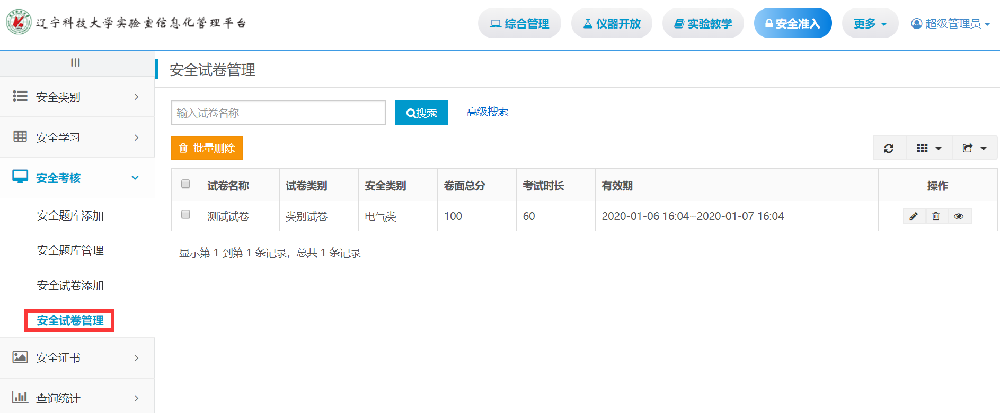 辽宁科技大学实验室信息化管理平台
综合管理 仪器开放 实验教学 安全准入 更多 超级管理员
安全类别
安全学习
安全考核
安全题库添加
安全题库管理
安全试卷添加
安全试卷管理
安全证书
查询统计
安全试卷管理
输入试卷名称 搜索 高级搜索
批量删除
试卷名称 试卷类别 安全类别 卷面总分 考试时长 有效期 操作
测试试卷 类别试卷 电气类 100 60 2020-01-06 16:04~2020-01-07 16:04
显示第 1 到第 1 条记录，总共 1 条记录